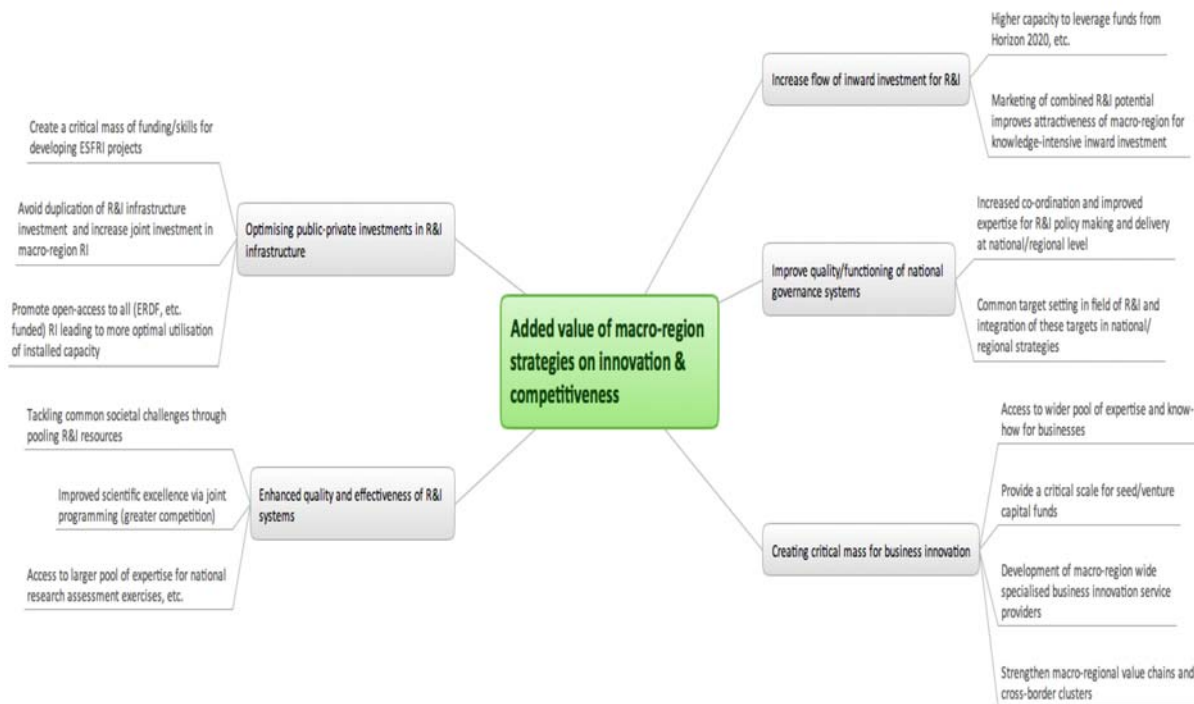 Added value of macro-region
strategies on innovation &
competitiveness
Increase flow of inward investment for R&I
Higher capacity to leverage funds from
Horizon 2020, etc.
Marketing of combined R&I potential
improves attractiveness of macro-region for
knowledge-intensive inward investment
Improve quality/functioning of national
governance systems
Increased co-ordination and improved
expertise for R&I policy making and delivery
at national/regional level
Common target setting in field of R&I and
integration of these targets in national/
regional strategies
Creating critical mass for business innovation
Access to wider pool of expertise and know-
how for businesses
Provide a critical scale for seed/venture
capital funds
Development of macro-region wide
specialised business innovation service
providers
Strengthen macro-regional value chains and
cross-border clusters
Optimising public-private investments in R&I
infrastructure
Create a critical mass of funding/skills for
developing ESFRI projects
Avoid duplication of R&I infrastructure
investment and increase joint investment in
macro-region RI
Promote open-access to all (ERDF, etc.
funded) RI leading to more optimal utilisation
of installed capacity
Enhanced quality and effectiveness of R&I
systems
Tackling common societal challenges through
pooling R&I resources
Improved scientific excellence via joint
programming (greater competition)
Access to larger pool of expertise for national
research assessment exercises, etc.